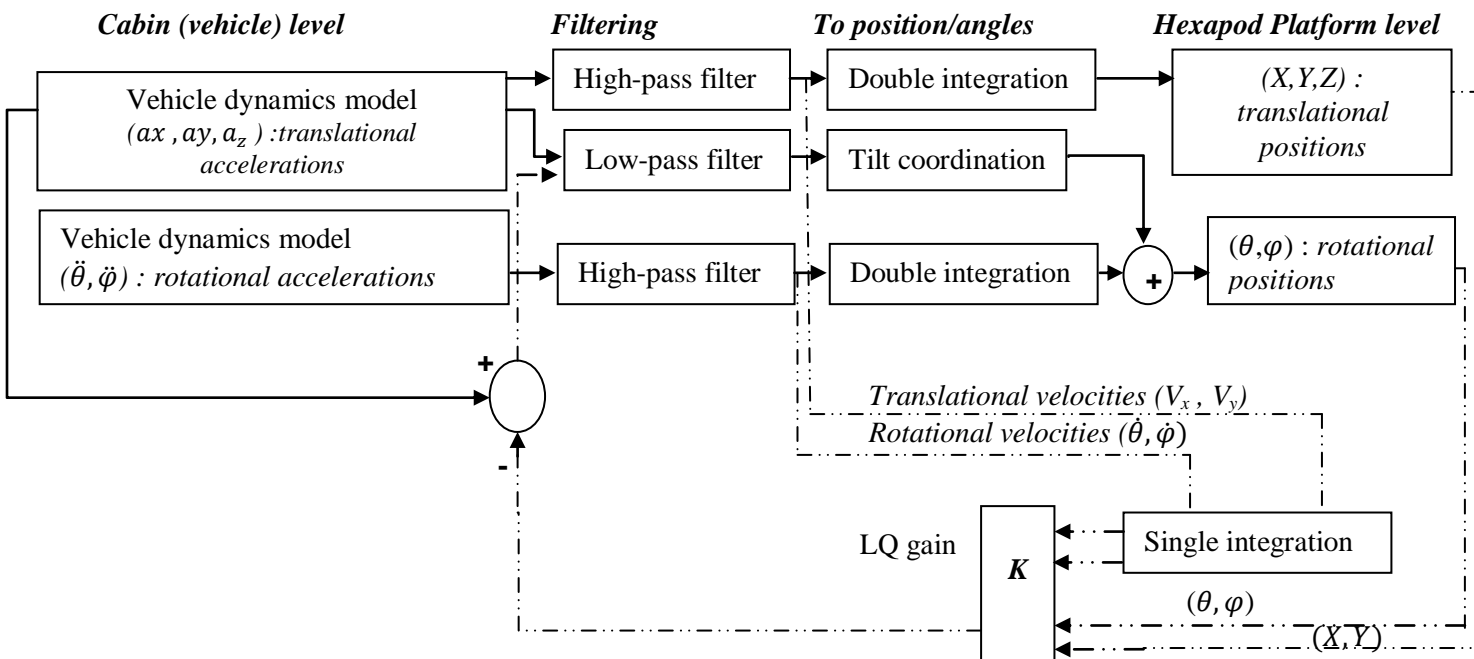 Cabin (vehicle) level
Filtering
To position/angles
Hexapod Platform level
Vehicle dynamics model
(ax , ay, a_z ) :translational
accelerations
High-pass filter
Double integration
(X,Y,Z) :
translational
positions
Low-pass filter
Tilt coordination
Vehicle dynamics model
(θ̈, φ̈) : rotational accelerations
High-pass filter
Double integration
+
(θ,φ) : rotational
positions
+
-
Translational velocities (V_x , V_y)
Rotational velocities (θ̇, φ̇)
LQ gain
K
Single integration
(θ, φ)
(X,Y)